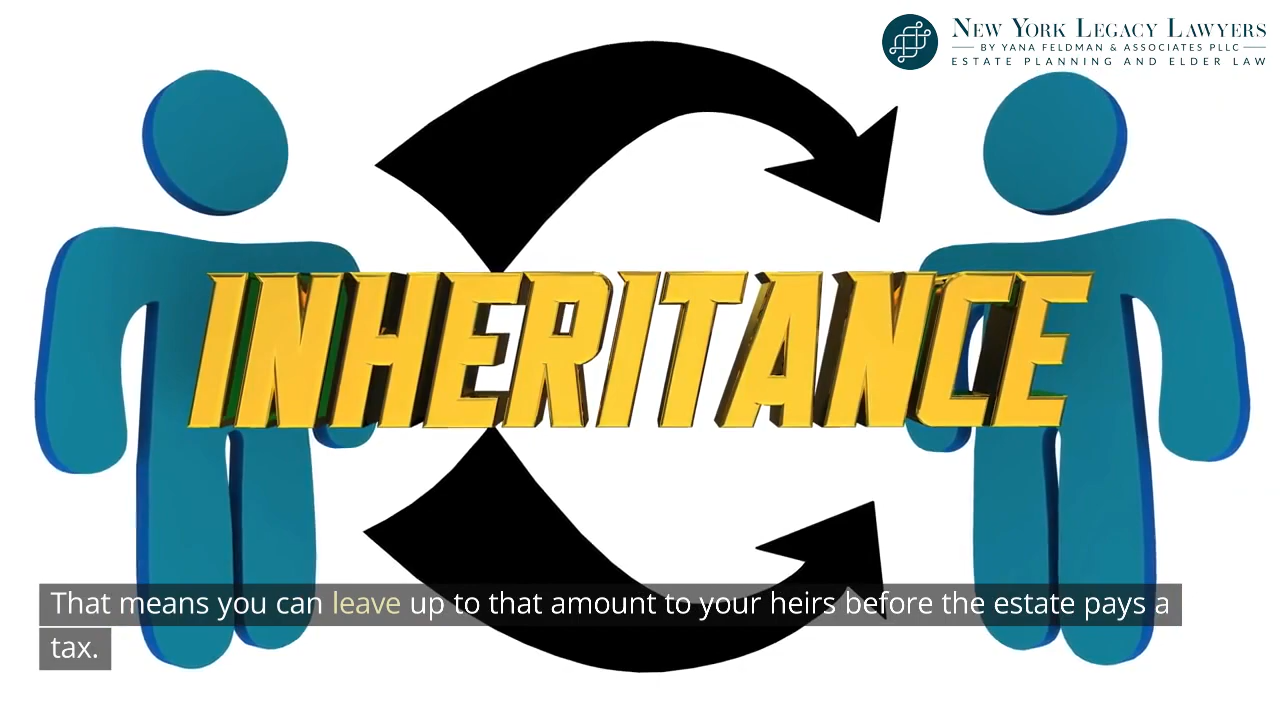 NEW YORK LEGACY LAWYERS
BY YANA FELDMAN & ASSOCIATES PLLC
ESTATE PLANNING AND ELDER LAW
INHERITANCE
That means you can leave up to that amount to your heirs before the estate pays a
tax.